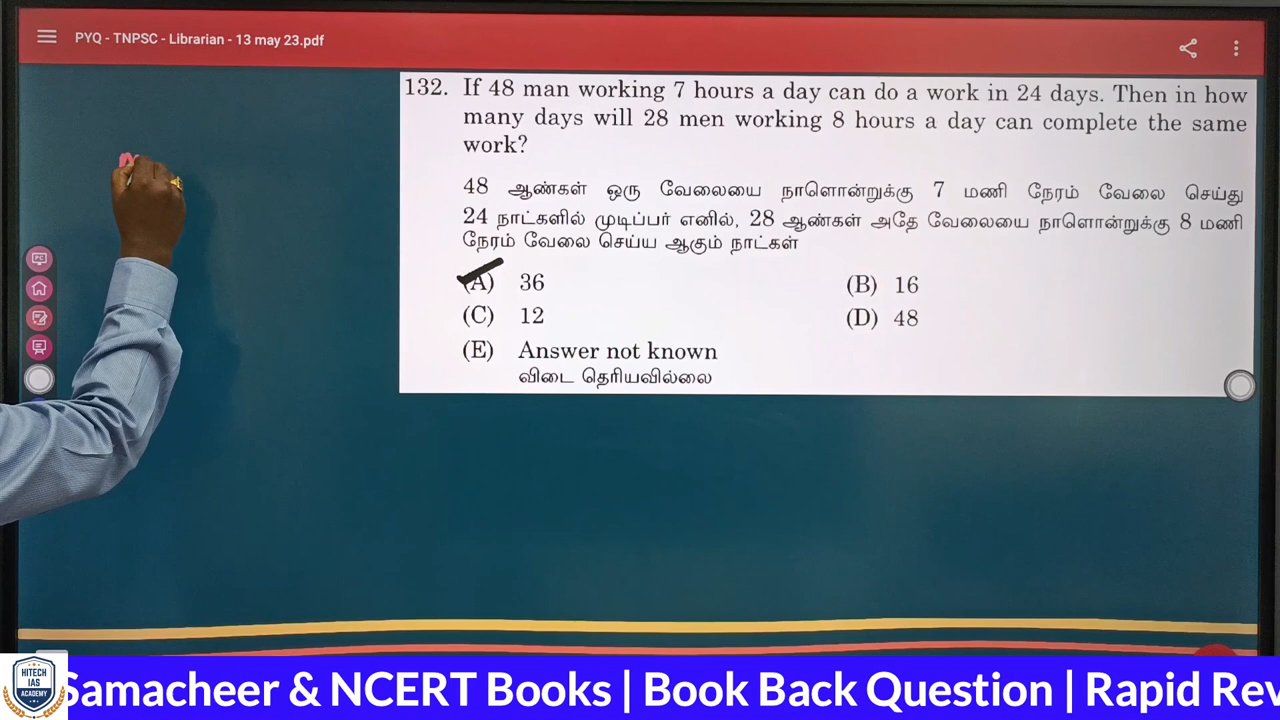 PYQ - TNPSC - Librarian - 13 may 23.pdf
132. If 48 man working 7 hours a day can do a work in 24 days. Then in how
many days will 28 men working 8 hours a day can complete the same
work?
48 ஆண்கள் ஒரு வேலையை நாளொன்றுக்கு 7 மணி நேரம் வேலை செய்து
24 நாட்களில் முடிப்பர் எனில், 28 ஆண்கள் அதே வேலையை நாளொன்றுக்கு 8 மணி
நேரம் வேலை செய்ய ஆகும் நாட்கள்
(A) 36
(B) 16
(C) 12
(D) 48
(E) Answer not known
விடை தெரியவில்லை
HITECH
IAS
ACADEMY
Samacheer & NCERT Books | Book Back Question | Rapid Rev